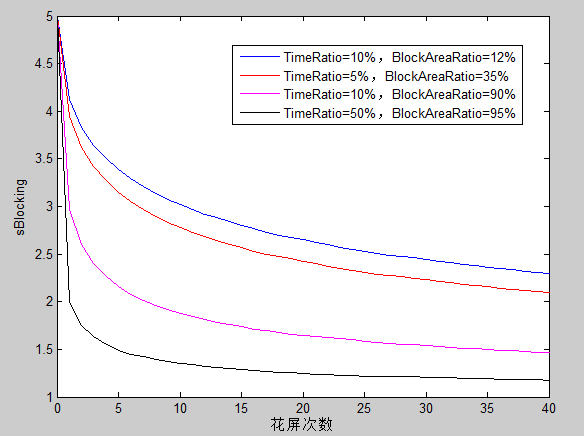 5
4.5
4
3.5
3
2.5
2
1.5
1
sBlocking
TimeRatio=10%，BlockAreaRatio=12%
TimeRatio=5%，BlockAreaRatio=35%
TimeRatio=10%，BlockAreaRatio=90%
TimeRatio=50%，BlockAreaRatio=95%
0 5 10 15 20 25 30 35 40
花屏次数